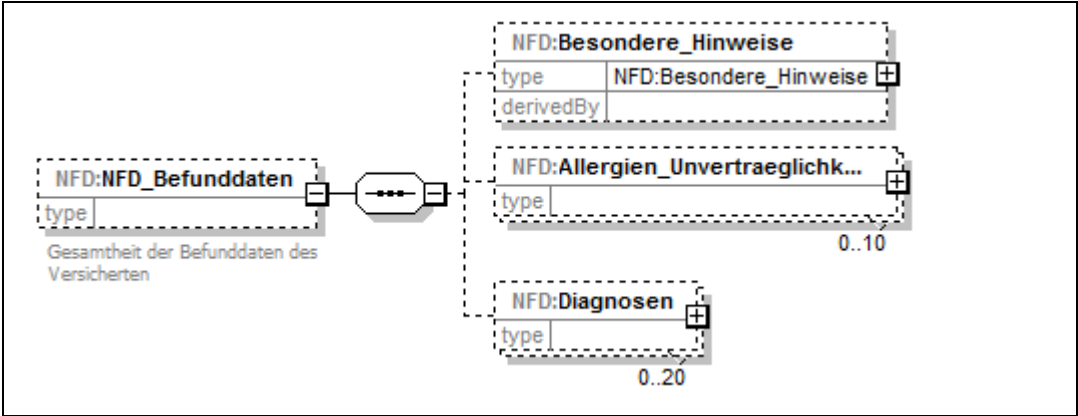 NFD:Besondere_Hinweise
type NFD:Besondere_Hinweise
derivedBy
NFD:NFD_Befunddaten
type
Gesamtheit der Befunddaten des
Versicherten
NFD:Allergien_Unvertraeglichk...
type
0..10
NFD:Diagnosen
type
0..20